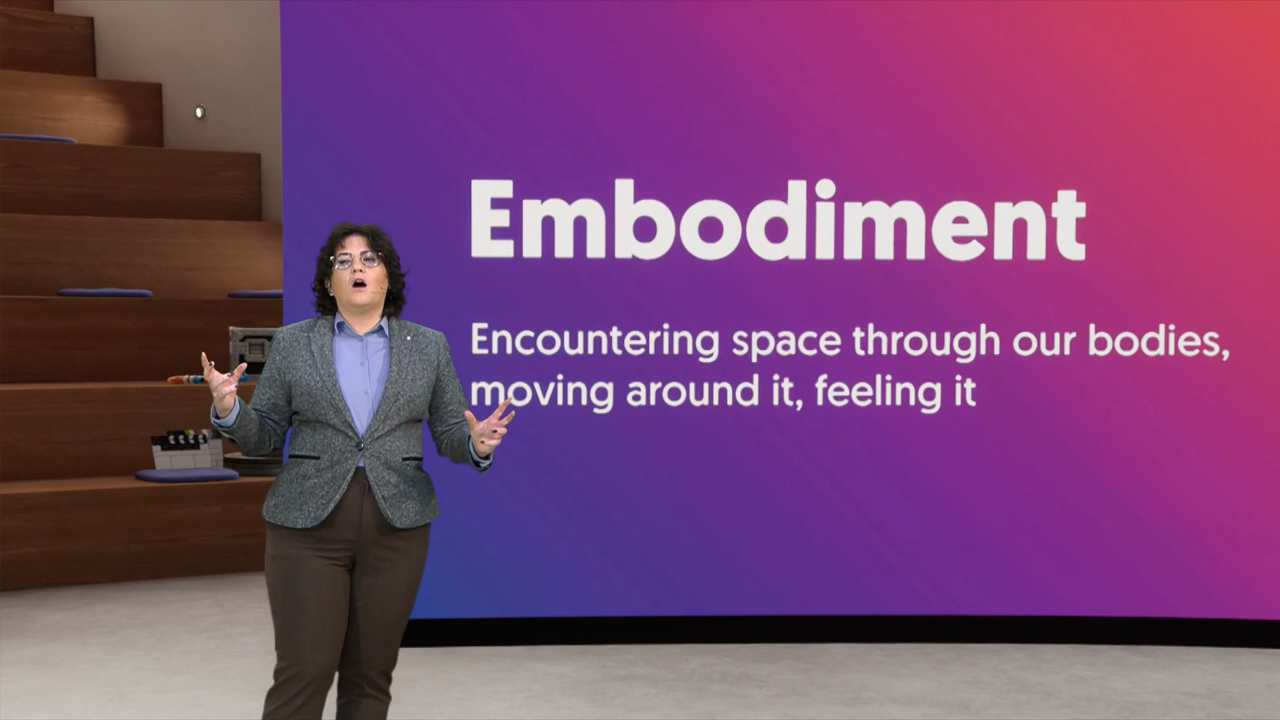 Embodiment
Encountering space through our bodies,
moving around it, feeling it